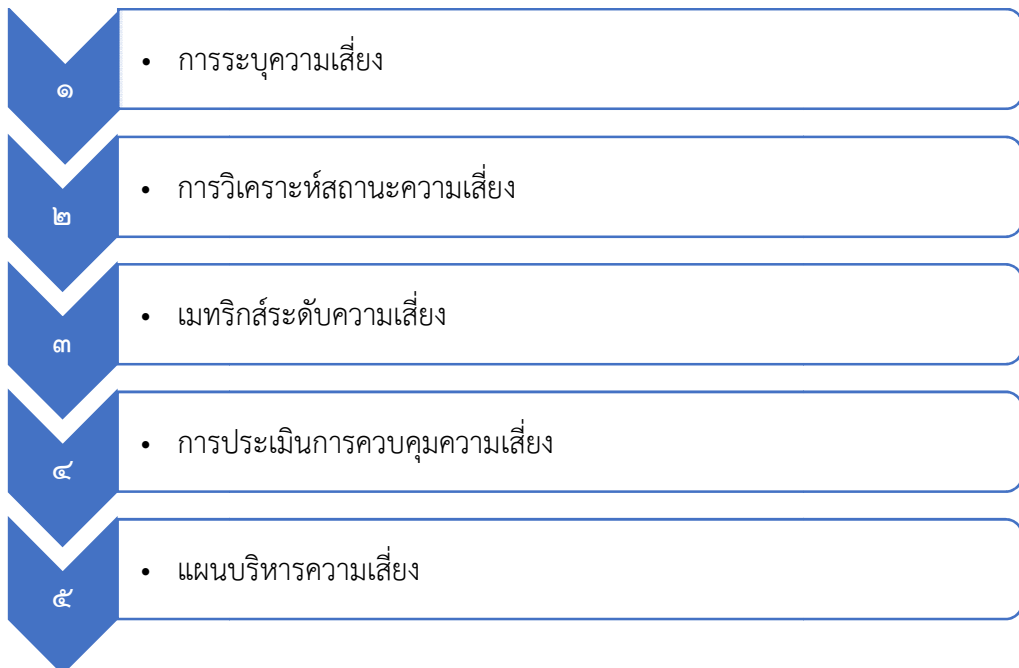 ๑
• การระบุความเสี่ยง
๒
• การวิเคราะห์สถานะความเสี่ยง
๓
• เมทริกส์ระดับความเสี่ยง
๔
• การประเมินการควบคุมความเสี่ยง
๕
• แผนบริหารความเสี่ยง